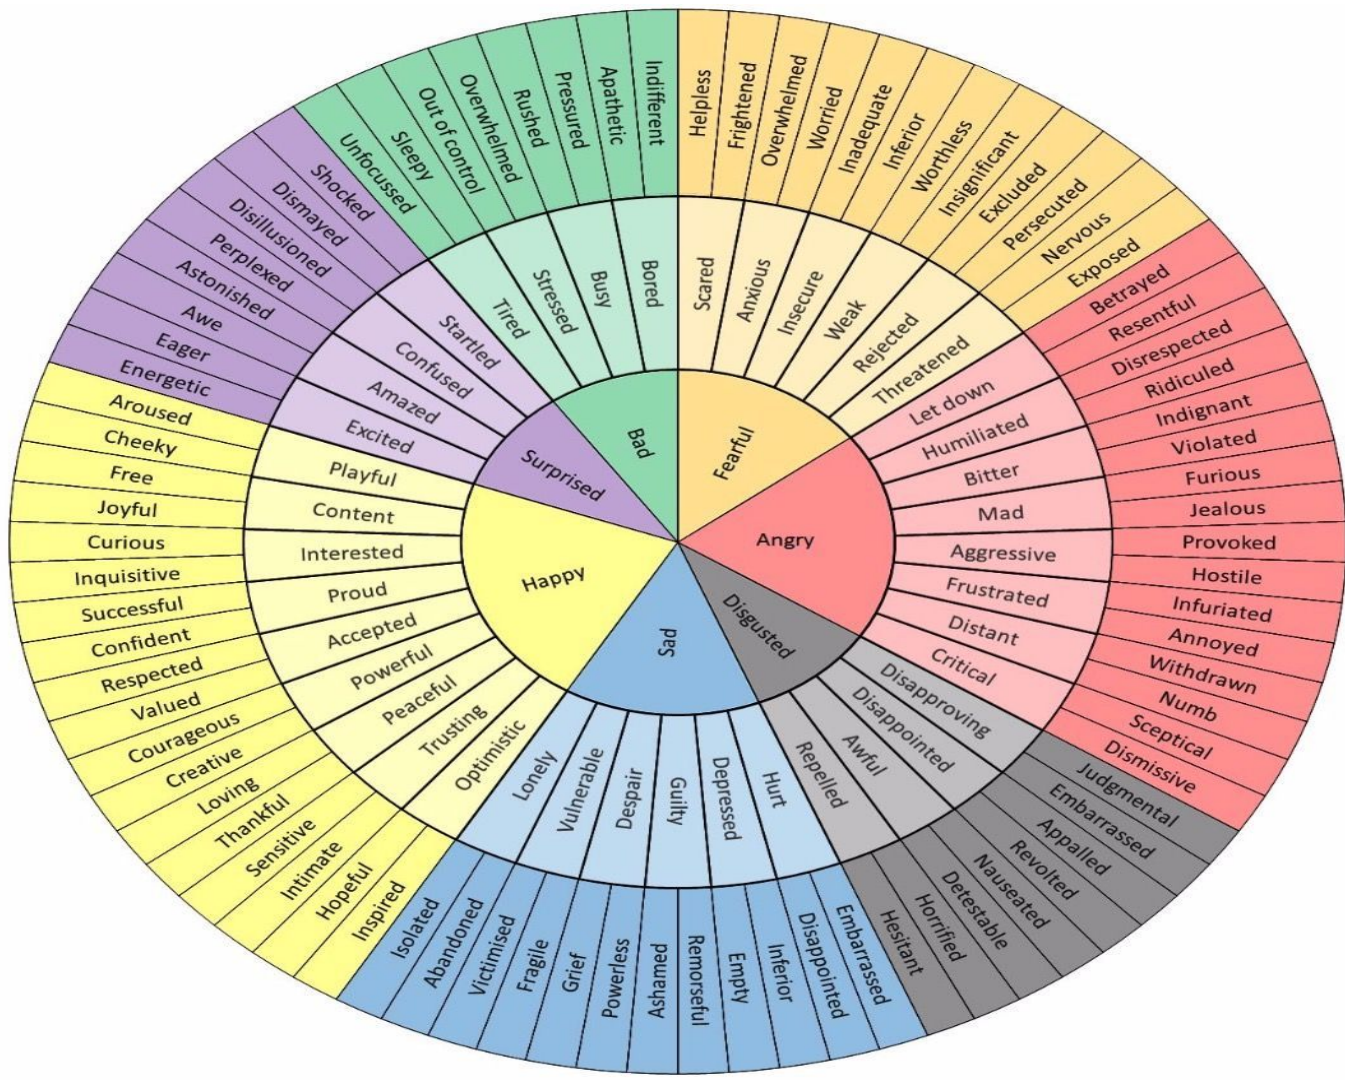 Fearful
Angry
Disgusted
Sad
Happy
Surprised
Bad
Scared
Anxious
Insecure
Weak
Rejected
Threatened
Let down
Humiliated
Bitter
Mad
Aggressive
Frustrated
Distant
Critical
Disapproving
Disappointed
Awful
Repelled
Hurt
Depressed
Guilty
Despair
Vulnerable
Lonely
Optimistic
Trusting
Peaceful
Powerful
Accepted
Proud
Interested
Content
Playful
Excited
Amazed
Confused
Startled
Tired
Stressed
Busy
Bored
Helpless
Frightened
Overwhelmed
Worried
Inadequate
Inferior
Worthless
Insignificant
Excluded
Persecuted
Nervous
Exposed
Betrayed
Resentful
Disrespected
Ridiculed
Indignant
Violated
Furious
Jealous
Provoked
Hostile
Infuriated
Annoyed
Withdrawn
Numb
Sceptical
Dismissive
Judgmental
Embarrassed
Appalled
Revolted
Nauseated
Detestable
Horrified
Hesitant
Embarrassed
Disappointed
Inferior
Empty
Remorseful
Ashamed
Powerless
Grief
Fragile
Victimised
Abandoned
Isolated
Inspired
Hopeful
Intimate
Sensitive
Thankful
Loving
Creative
Courageous
Valued
Respected
Confident
Successful
Inquisitive
Curious
Joyful
Free
Cheeky
Aroused
Energetic
Eager
Awe
Astonished
Perplexed
Disillusioned
Dismayed
Shocked
Unfocussed
Sleepy
Out of control
Overwhelmed
Rushed
Pressured
Apathetic
Indifferent